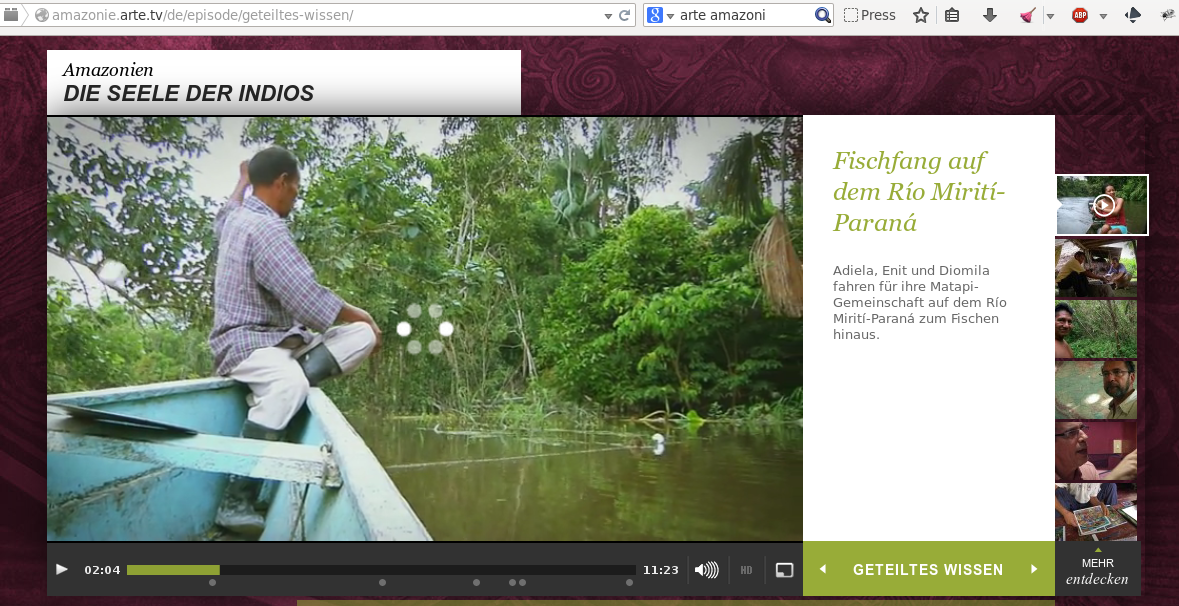 amazonie.arte.tv/de/episode/geteiltes-wissen/
arte amazoni
Press
ABP
Amazonien
DIE SEELE DER INDIOS
Fischfang auf
dem Río Mirití-
Paraná
Adiela, Enit und Diomila
fahren für ihre Matapi-
Gemeinschaft auf dem Río
Mirití-Paraná zum Fischen
hinaus.
02:04
11:23
HD
GETEILTES WISSEN
MEHR
entdecken